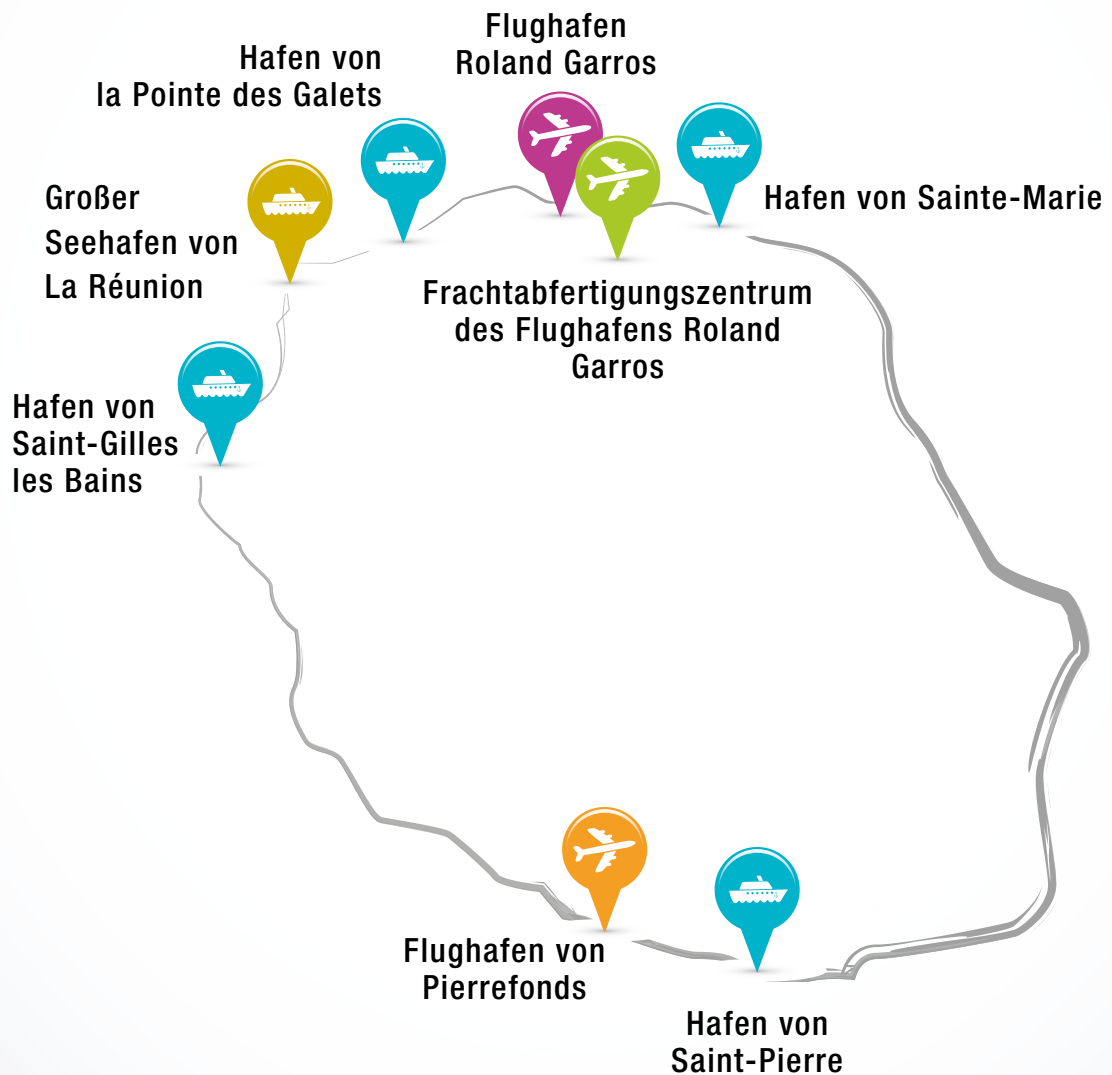 Flughafen
Roland Garros
Hafen von
la Pointe des Galets
Großer
Seehafen von
La Réunion
Hafen von Sainte-Marie
Frachtabfertigungszentrum
des Flughafens Roland
Garros
Hafen von
Saint-Gilles
les Bains
Flughafen von
Pierrefonds
Hafen von
Saint-Pierre